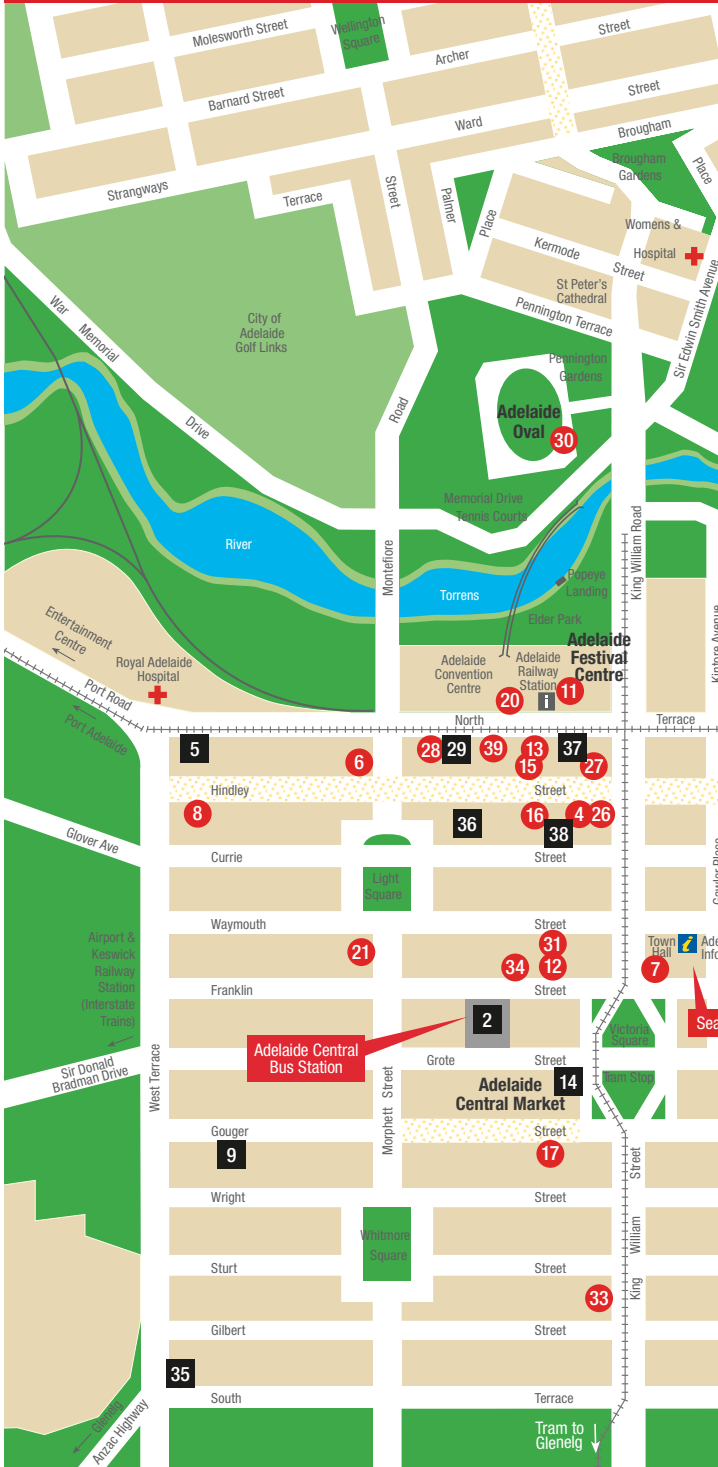 Molesworth Street
Wellington
Square
Archer
Street
Barnard Street
Street
Ward
Brougham
Brougham
Gardens
Place
Strangways
Terrace
Street
Palmer
Place
Womens &
Hospital
Kermode
Street
St Peter's
Cathedral
Pennington Terrace
Sir Edwin Smith Avenue
War Memorial
Drive
City of
Adelaide
Golf Links
Road
Pennington
Gardens
Adelaide
Oval
30
Memorial Drive
Tennis Courts
River
Torrens
Montefiore
King William Road
Popeye
Landing
Elder Park
Entertainment
Centre
Royal Adelaide
Hospital
Port Road
Port Adelaide
Adelaide
Convention
Centre
Adelaide
Railway
Station
Adelaide
Festival
Centre
20
i
11
Kintore Avenue
North
Terrace
5
6
28
29
39
13
15
37
27
Hindley
Street
8
36
16
4
26
38
Glover Ave
Currie
Street
Light
Square
Waymouth
Street
Airport &
Keswick
Railway
Station
(Interstate
Trains)
21
31
34
12
Town
Hall
i
Ade
Info
7
Franklin
Street
Sea
2
Victoria
Square
Adelaide Central
Bus Station
Sir Donald
Bradman Drive
West Terrace
Grote
Street
Tram Stop
Morphett Street
Adelaide
Central Market
14
Gouger
Street
9
17
Wright
Street
Street
William
King
Whitmore
Square
Sturt
Street
33
Gilbert
Street
35
South
Terrace
Glenelg
Anzac Highway
Tram to
Glenelg